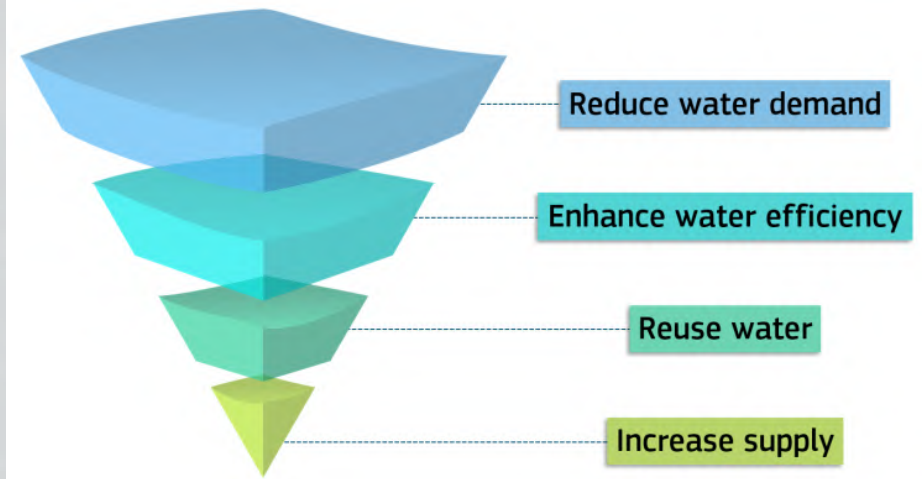 Reduce water demand
Enhance water efficiency
Reuse water
Increase supply